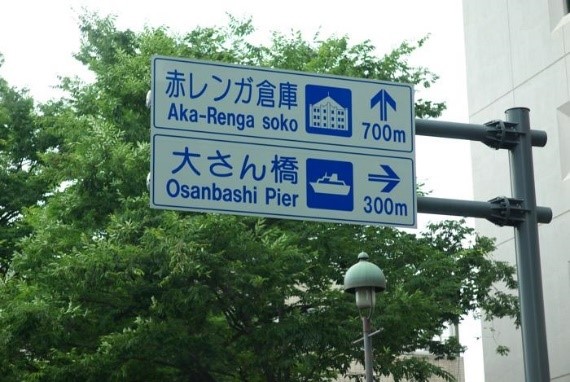 赤レンガ倉庫
Aka-Renga soko
700m
大さん橋
Osanbashi Pier
300m